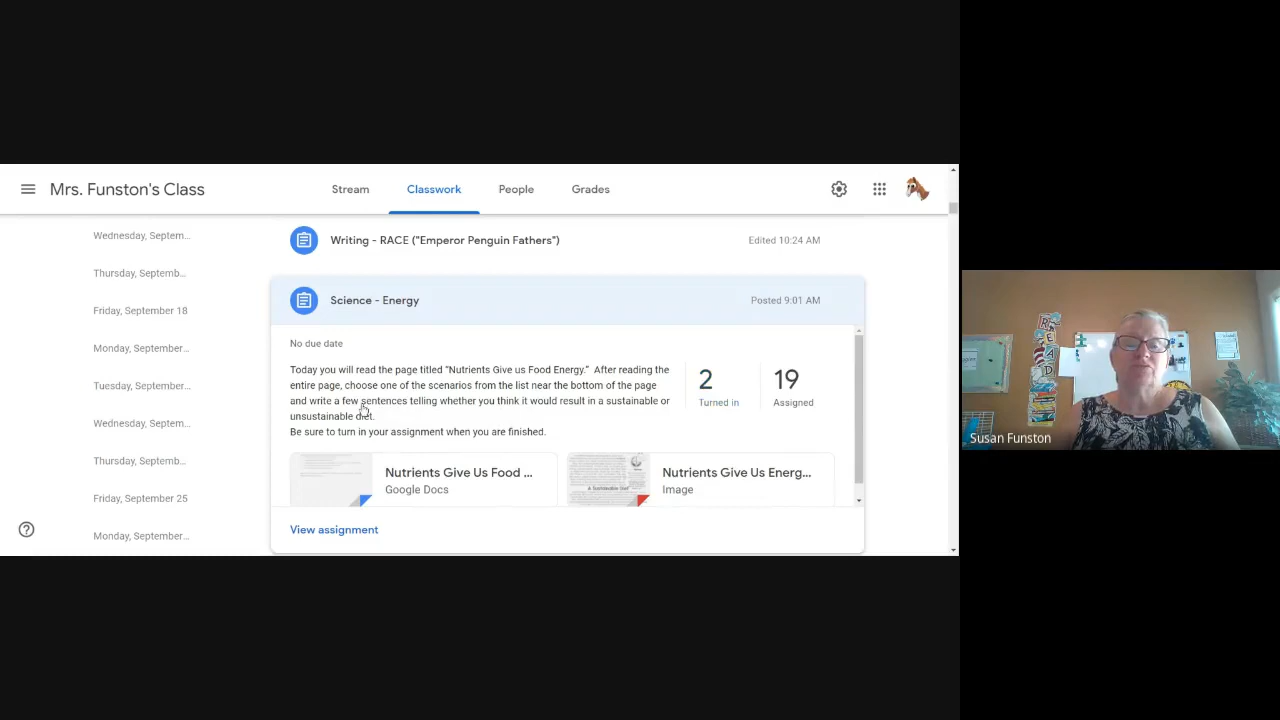 Mrs. Funston's Class
Stream
Classwork
People
Grades
Wednesday, Septem...
Thursday, Septemb...
Friday, September 18
Monday, September...
Tuesday, September...
Wednesday, Septem...
Thursday, Septemb...
Friday, September 25
Monday, September...
Writing - RACE ("Emperor Penguin Fathers")
Edited 10:24 AM
Science - Energy
Posted 9:01 AM
No due date
Today you will read the page titled "Nutrients Give us Food Energy." After reading the
entire page, choose one of the scenarios from the list near the bottom of the page
and write a few sentences telling whether you think it would result in a sustainable or
unsustainable diet.
Be sure to turn in your assignment when you are finished.
2
Turned in
19
Assigned
Nutrients Give Us Food ...
Google Docs
Nutrients Give Us Energ...
Image
View assignment
READ
Susan Funston